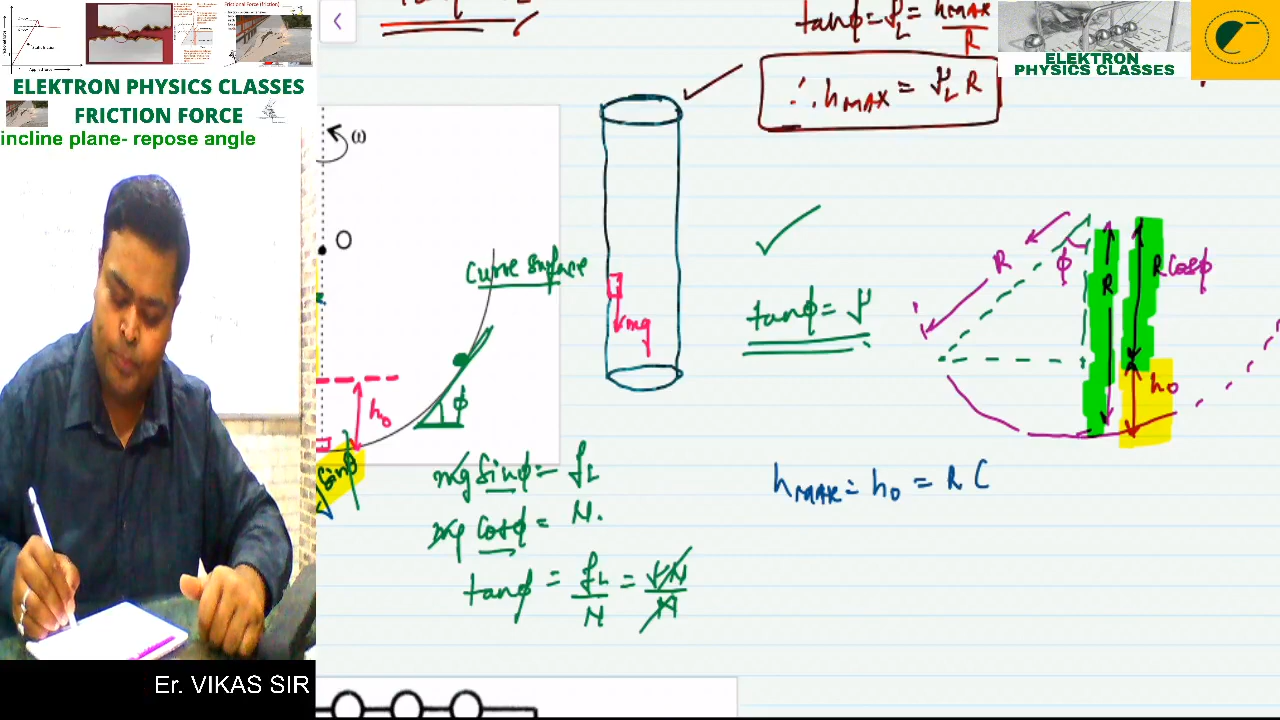 ELEKTRON PHYSICS CLASSES
FRICTION FORCE
incline plane- repose angle
ELEKTRON
PHYSICS CLASSES
tanϕ = μL = hMAX/R
∴ hMAX = μL R
ω
O
Curve surface
ϕ
h₀
mg
tanϕ = μ
R
ϕ
R
R cosϕ
h₀
sinϕ
mg sinϕ = fL
mg cosϕ = N.
tanϕ = fL/N = μN/N
hMAX = h₀ = R C
Er. VIKAS SIR